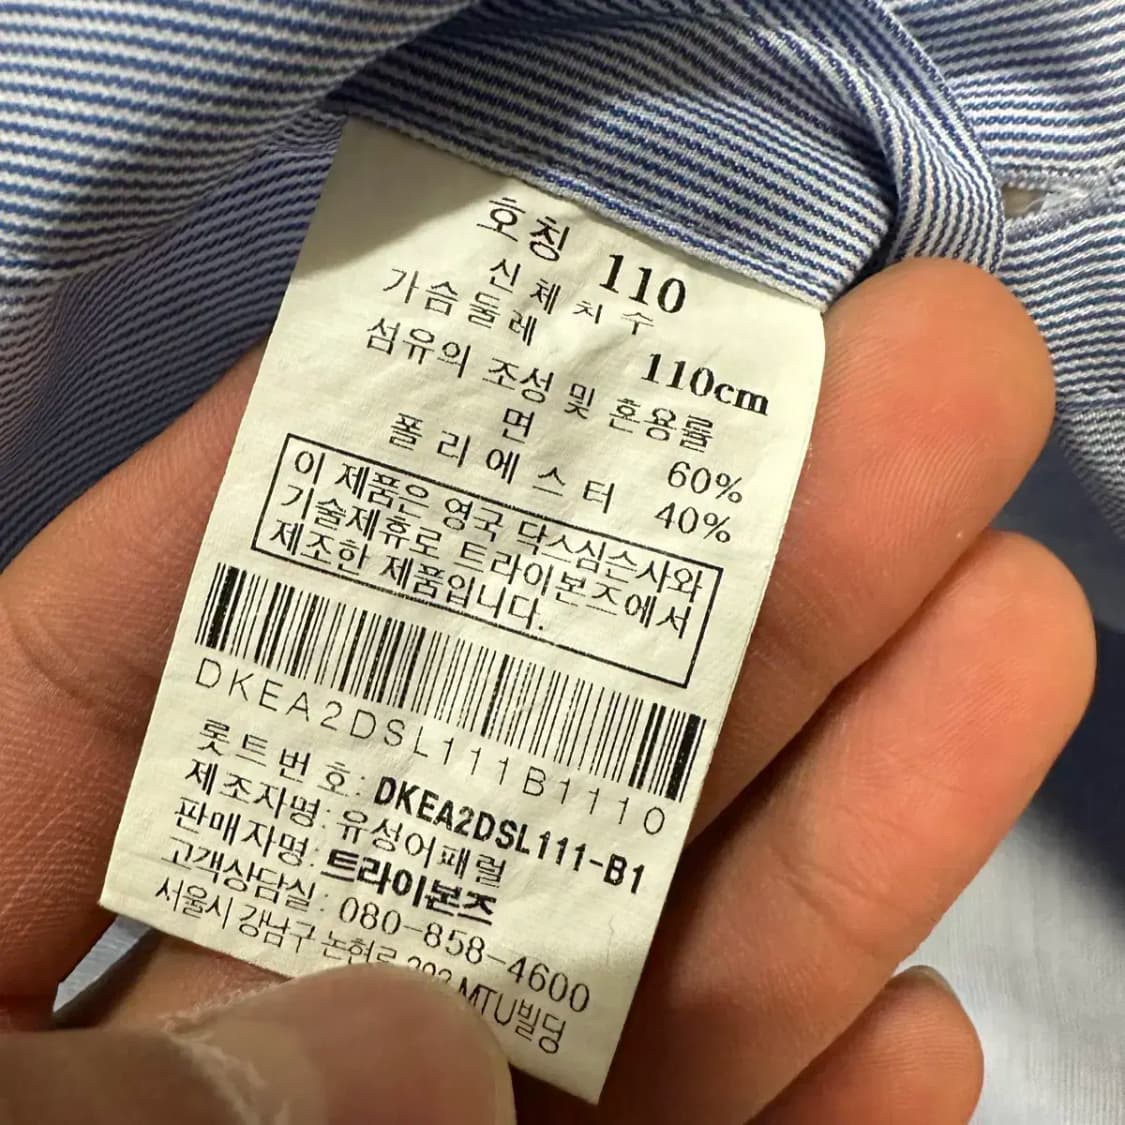 호칭 110
신체치수
가슴둘레 110cm
섬유의 조성 및 혼용률
면 60%
폴리에스터 40%
이 제품은 영국 닥스심슨사와
기술제휴로 트라이본즈에서
제조한 제품입니다.
DKEA2DSL111B1110
롯트번호: DKEA2DSL111-B1
제조자명: 유성어패럴
판매자명: 트라이본즈
고객상담실: 080-858-4600
서울시 강남구 논현로 MTU빌딩